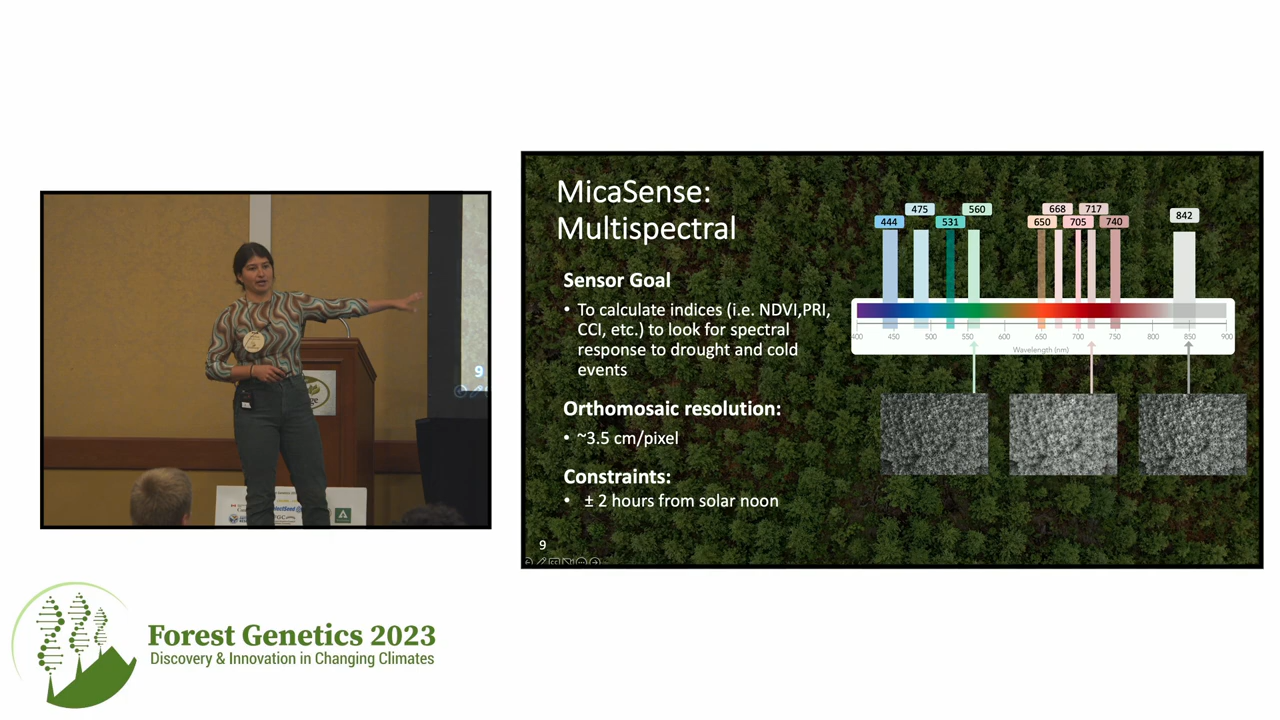 MicaSense:
Multispectral
Sensor Goal
• To calculate indices (i.e. NDVI,PRI,
CCI, etc.) to look for spectral
response to drought and cold
events
Orthomosaic resolution:
• ~3.5 cm/pixel
Constraints:
• ± 2 hours from solar noon
9
444
475
531
560
650
668
705
717
740
842
400 450 500 550 600 650 700 750 800 850 900
Wavelength (nm)
9
Forest Genetics 2023
Discovery & Innovation in Changing Climates